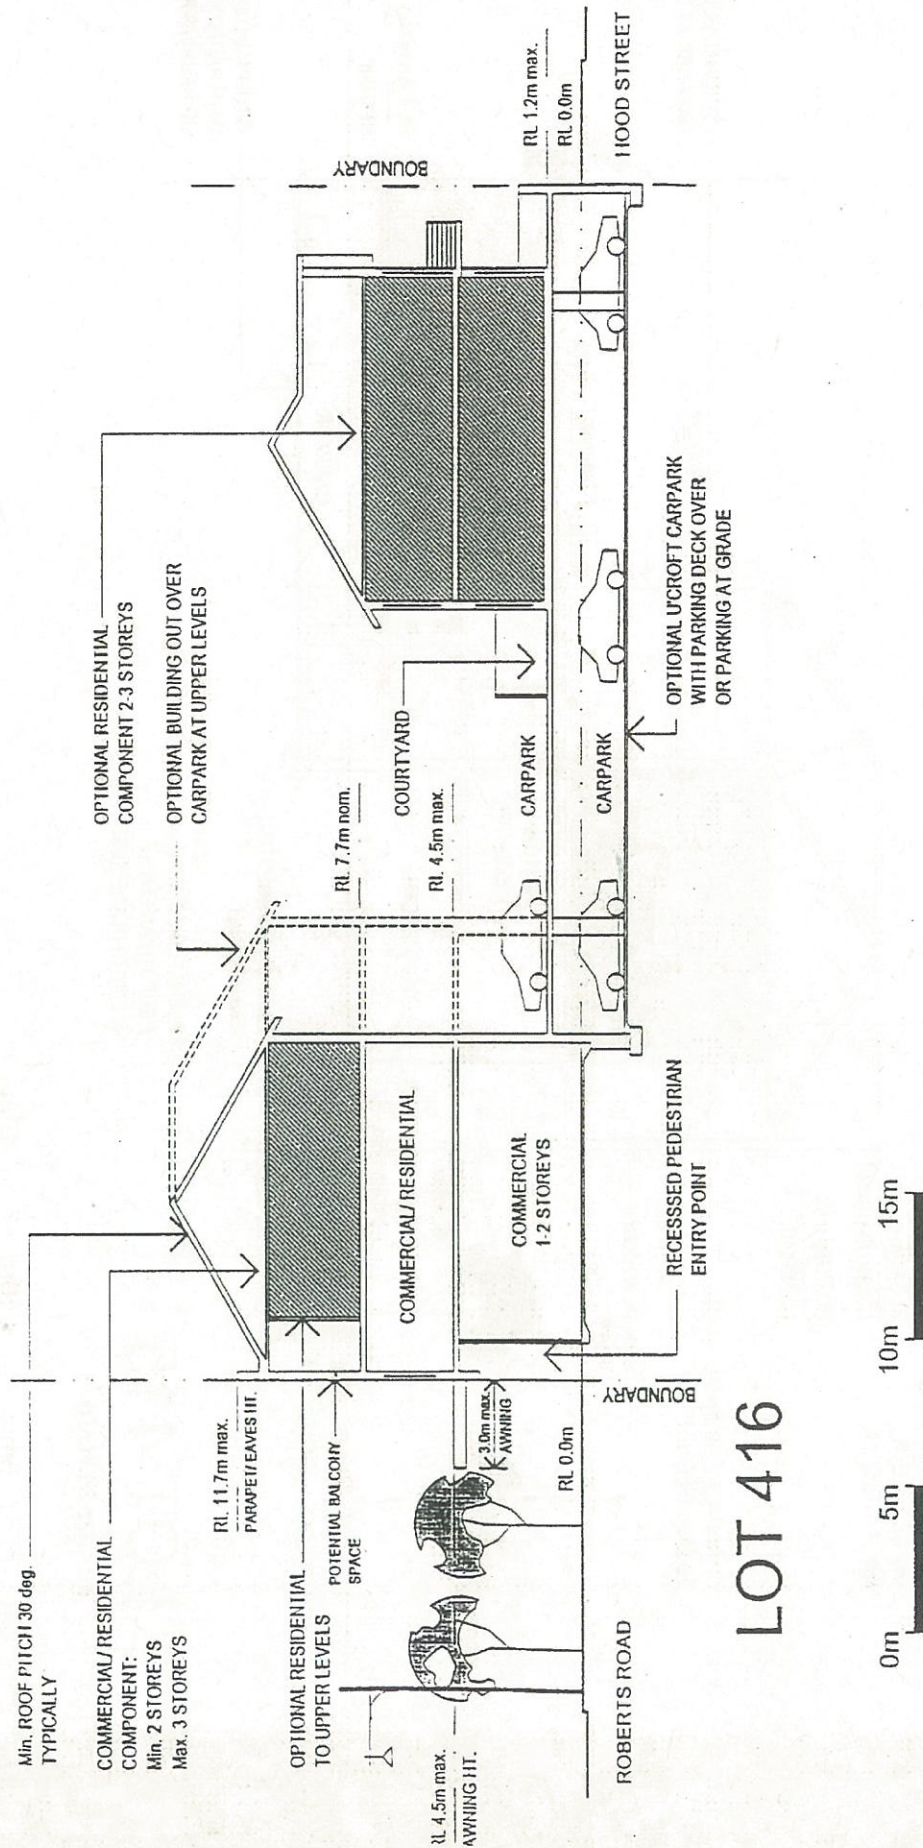 Min. ROOF PITCH 30 deg.
TYPICALLY
COMMERCIAL/ RESIDENTIAL
COMPONENT:
Min. 2 STOREYS
Max. 3 STOREYS
RL 11.7m max.
PARAPET/EAVES HT.
OPTIONAL RESIDENTIAL
TO UPPER LEVELS
POTENTIAL BALCONY
SPACE
RL 4.5m max.
AWNING HT.
3.0m max.
AWNING
RL 0.0m
ROBERTS ROAD
BOUNDARY
COMMERCIAL/ RESIDENTIAL
COMMERCIAL
1-2 STOREYS
RECESSSED PEDESTRIAN
ENTRY POINT
OPTIONAL RESIDENTIAL
COMPONENT 2-3 STOREYS
OPTIONAL BUILDING OUT OVER
CARPARK AT UPPER LEVELS
RL 7.7m nom.
RL 4.5m max.
COURTYARD
CARPARK
CARPARK
OPTIONAL U'CROFT CARPARK
WITH PARKING DECK OVER
OR PARKING AT GRADE
BOUNDARY
RL 1.2m max.
RL 0.0m
HOOD STREET
LOT 416
0m 5m 10m 15m